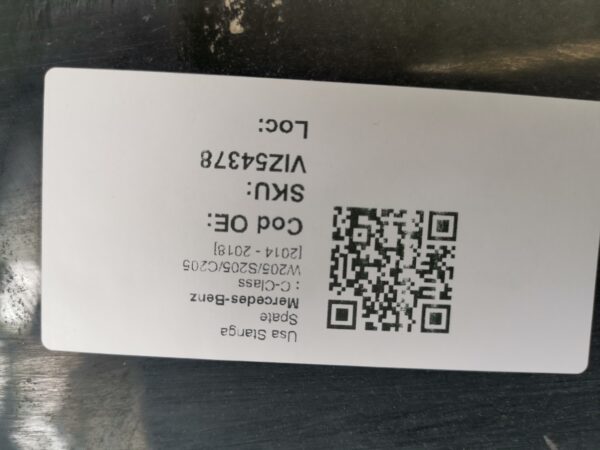 Usa Stanga
Spate
Mercedes-Benz
: C-Class
W205/S205/C205
[2014 - 2018]
Cod OE:
SKU:
VIZ54378
Loc: